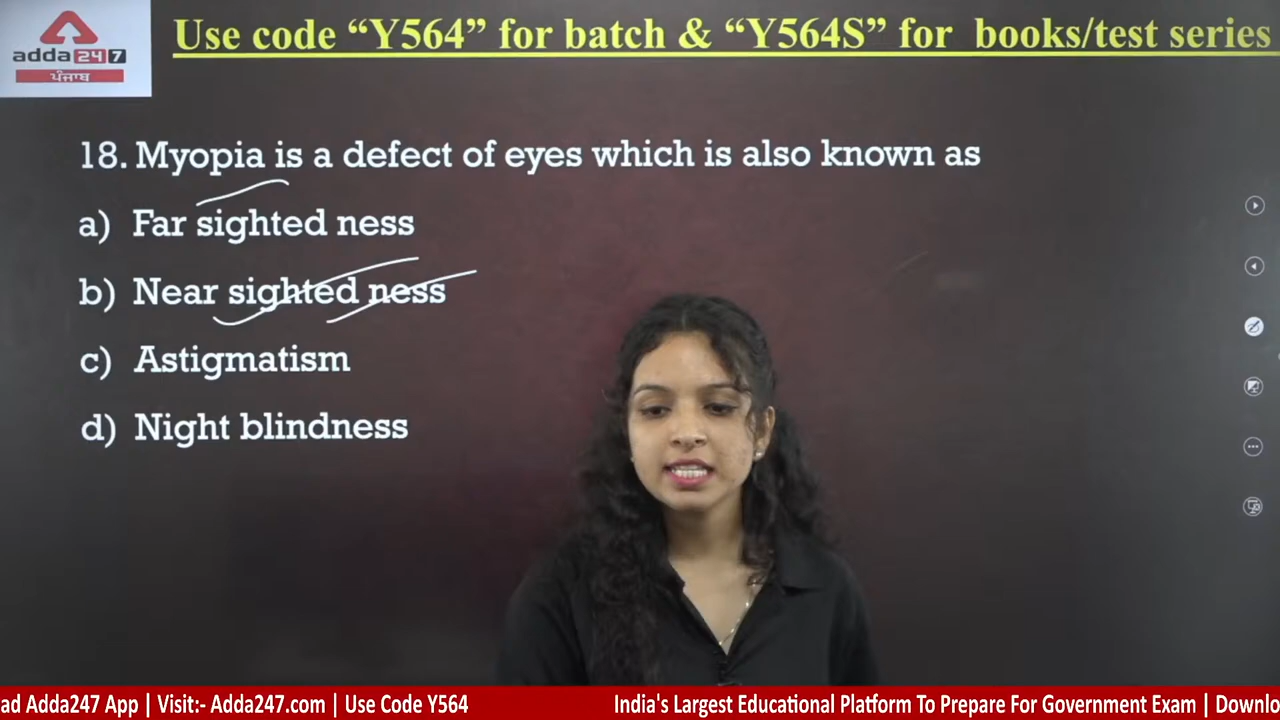 adda247
ਪੰਜਾਬ
Use code “Y564” for batch & “Y564S” for books/test series
18. Myopia is a defect of eyes which is also known as
a) Far sighted ness
b) Near sighted ness
c) Astigmatism
d) Night blindness
ad Adda247 App | Visit:- Adda247.com | Use Code Y564 India's Largest Educational Platform To Prepare For Government Exam | Downlo